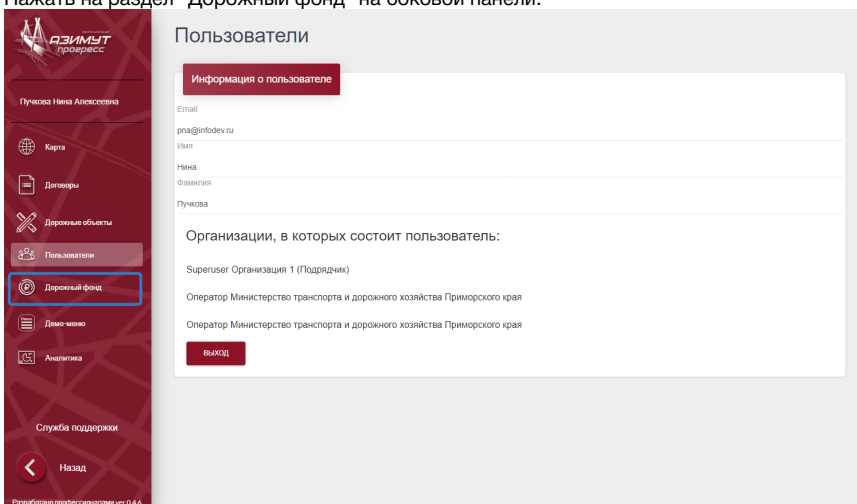 Нажать на раздел "Дорожный фонд" на боковой панели.
АЗИМУТ
прогресс
Пользователи
Информация о пользователе
Пучкова Нина Алексеевна
Email
pna@infodev.ru
Имя
Нина
Фамилия
Пучкова
Карта
Договоры
Дорожные объекты
Пользователи
Дорожный фонд
Демо-меню
Аналитика
Организации, в которых состоит пользователь:
Superuser Организация 1 (Подрядчик)
Оператор Министерство транспорта и дорожного хозяйства Приморского края
Оператор Министерство транспорта и дорожного хозяйства Приморского края
ВЫХОД
Служба поддержки
Назад
Разработано профессионалами ver 0.4.6